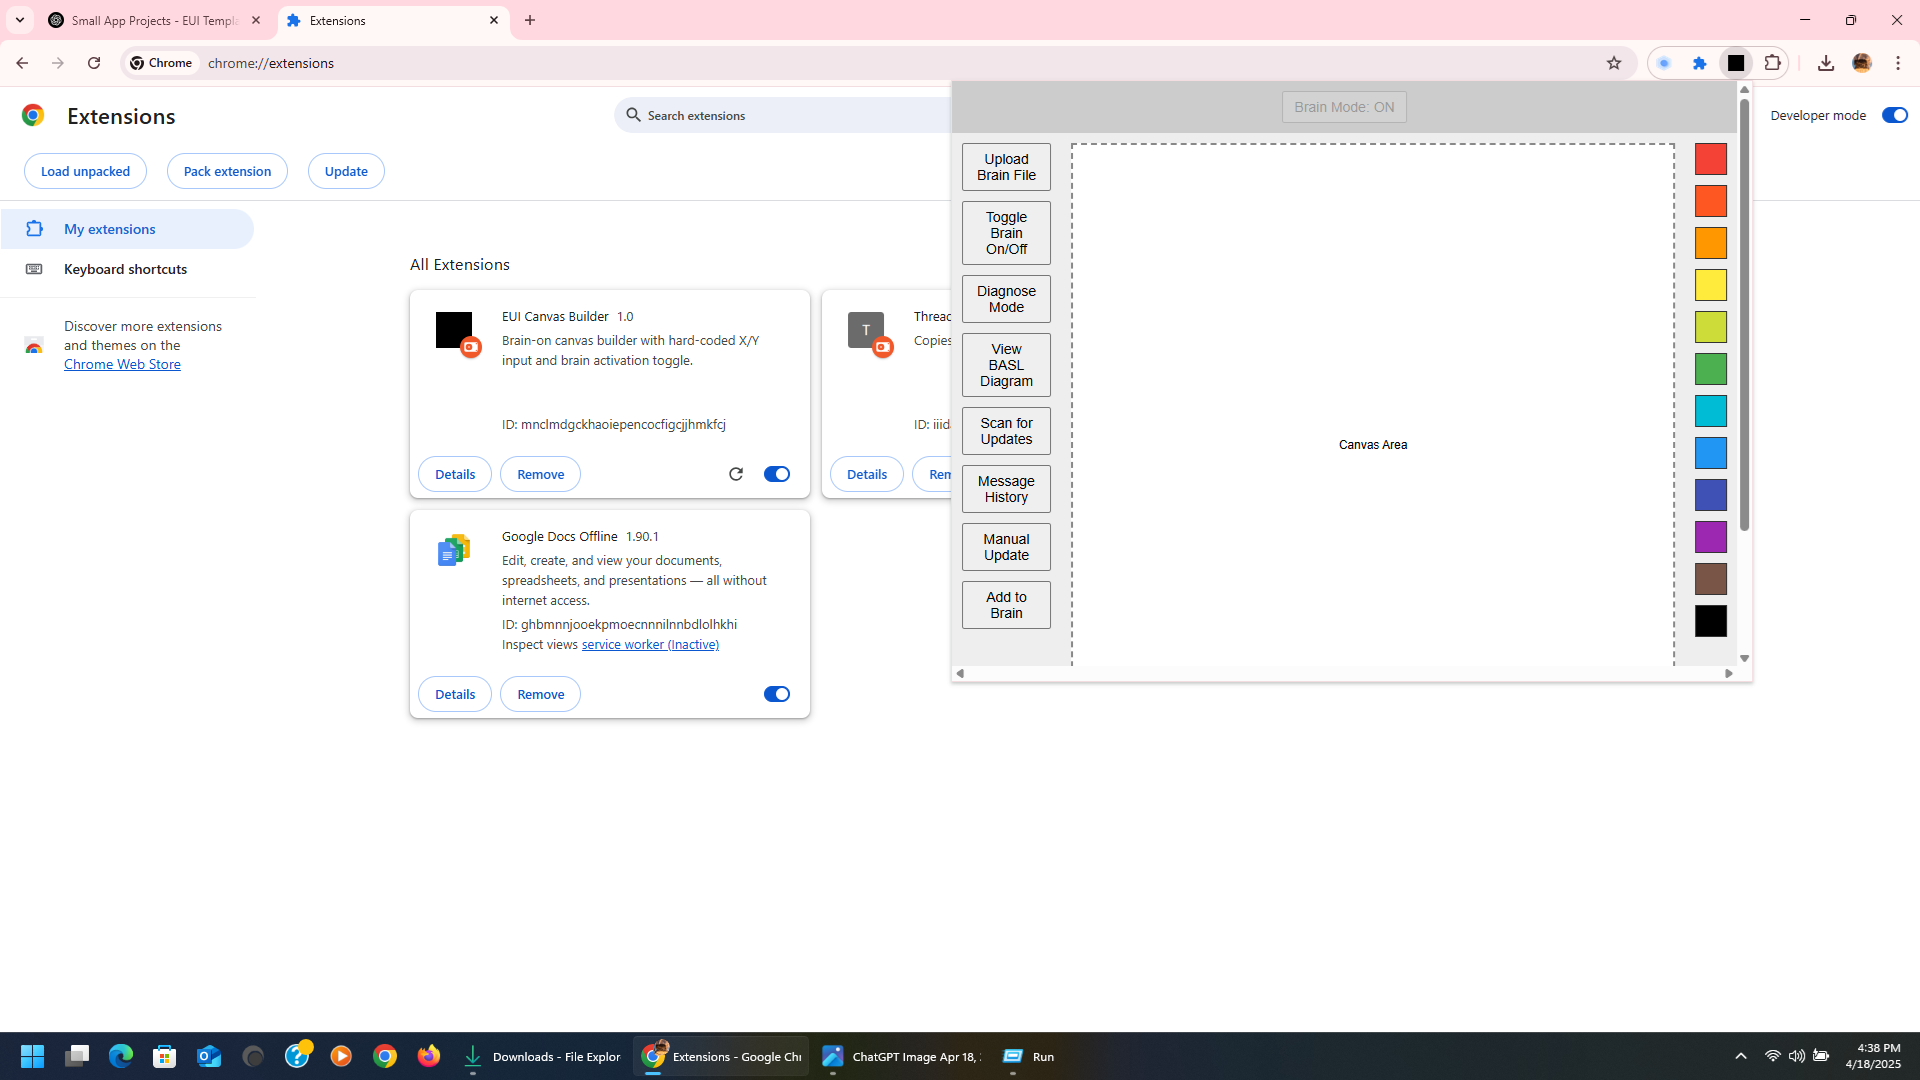 Small App Projects - EUI Templa
Extensions
Chrome
chrome://extensions
Extensions
Search extensions
Developer mode
Load unpacked
Pack extension
Update
My extensions
Keyboard shortcuts
Discover more extensions
and themes on the
Chrome Web Store
All Extensions
EUI Canvas Builder 1.0
Brain-on canvas builder with hard-coded X/Y
input and brain activation toggle.
ID: mnclmdgckhaoiepencocfigcjjhmkfcj
Details
Remove
T
Thread
Copies
ID: iiid
Details
Rem
Google Docs Offline 1.90.1
Edit, create, and view your documents,
spreadsheets, and presentations — all without
internet access.
ID: ghbmnnjooekpmoecnnnilnnbdlolhkhi
Inspect views service worker (Inactive)
Details
Remove
Brain Mode: ON
Upload
Brain File
Toggle
Brain
On/Off
Diagnose
Mode
View
BASL
Diagram
Scan for
Updates
Message
History
Manual
Update
Add to
Brain
Canvas Area
Downloads - File Explor
Extensions - Google Chr
ChatGPT Image Apr 18, 
Run
4:38 PM
4/18/2025